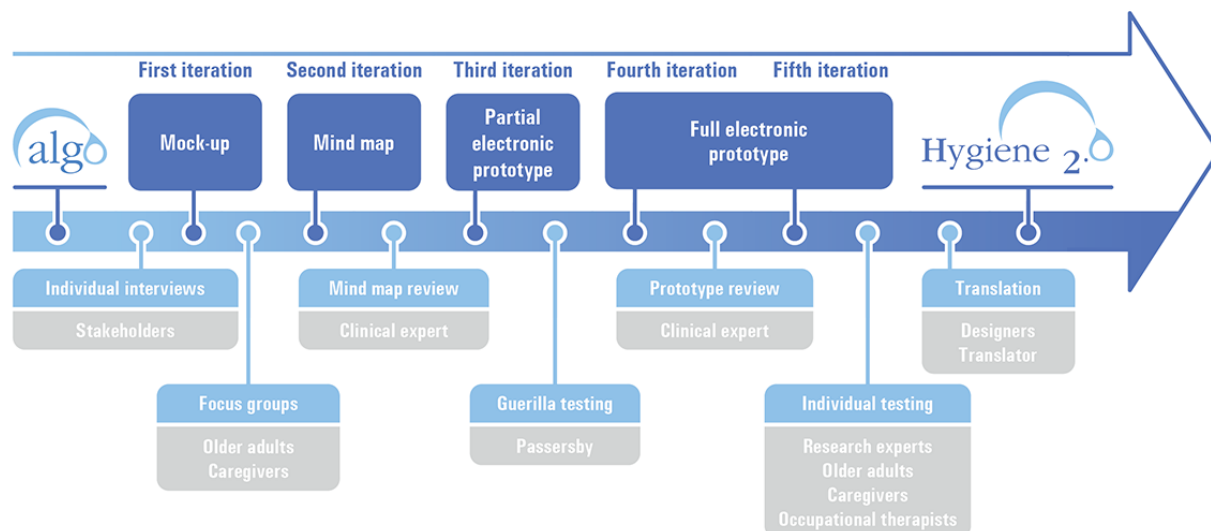 First iteration
Second iteration
Third iteration
Fourth iteration
Fifth iteration
algo
Mock-up
Mind map
Partial
electronic
prototype
Full electronic
prototype
Hygiene 2.0
Individual interviews
Stakeholders
Mind map review
Clinical expert
Prototype review
Clinical expert
Translation
Designers
Translator
Focus groups
Older adults
Caregivers
Guerilla testing
Passersby
Individual testing
Research experts
Older adults
Caregivers
Occupational therapists